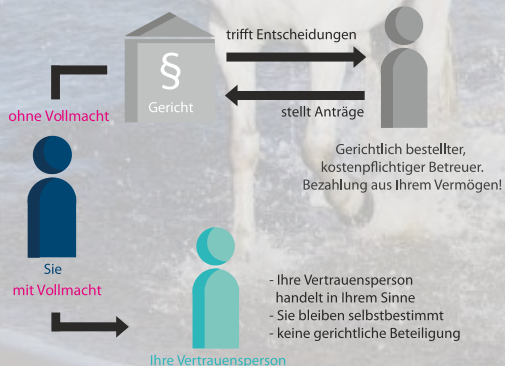 trifft Entscheidungen
§
Gericht
stellt Anträge
ohne Vollmacht
Gerichtlich bestellter,
kostenpflichtiger Betreuer.
Bezahlung aus Ihrem Vermögen!
Sie
mit Vollmacht
- Ihre Vertrauensperson
handelt in Ihrem Sinne
- Sie bleiben selbstbestimmt
- keine gerichtliche Beteiligung
Ihre Vertrauensperson